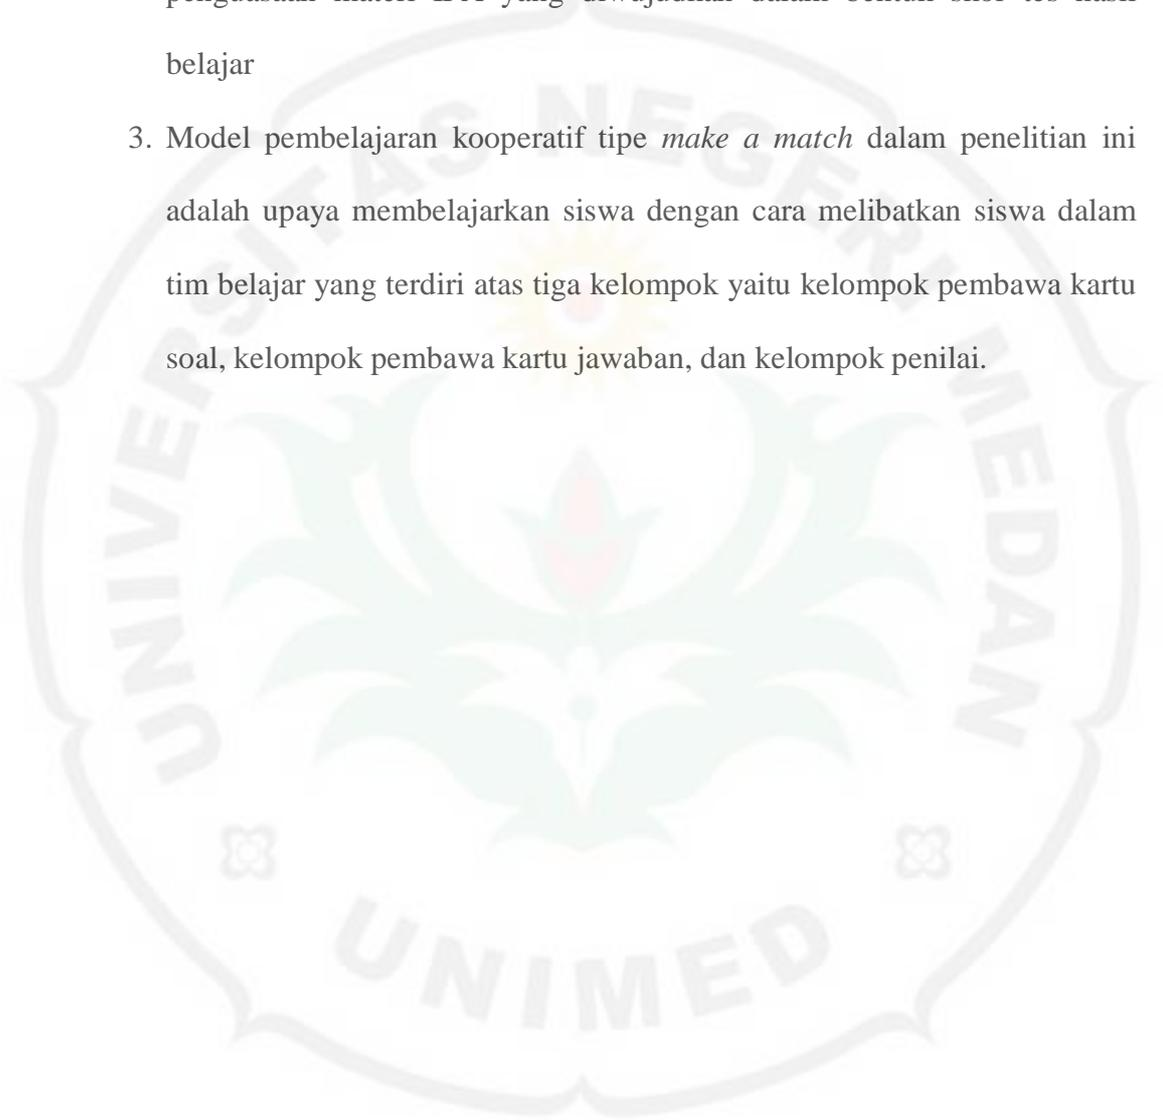 belajar
3. Model pembelajaran kooperatif tipe make a match dalam penelitian ini
adalah upaya membelajarkan siswa dengan cara melibatkan siswa dalam
tim belajar yang terdiri atas tiga kelompok yaitu kelompok pembawa kartu
soal, kelompok pembawa kartu jawaban, dan kelompok penilai.
UNIVERSITAS NEGERI MEDAN
UNIMED